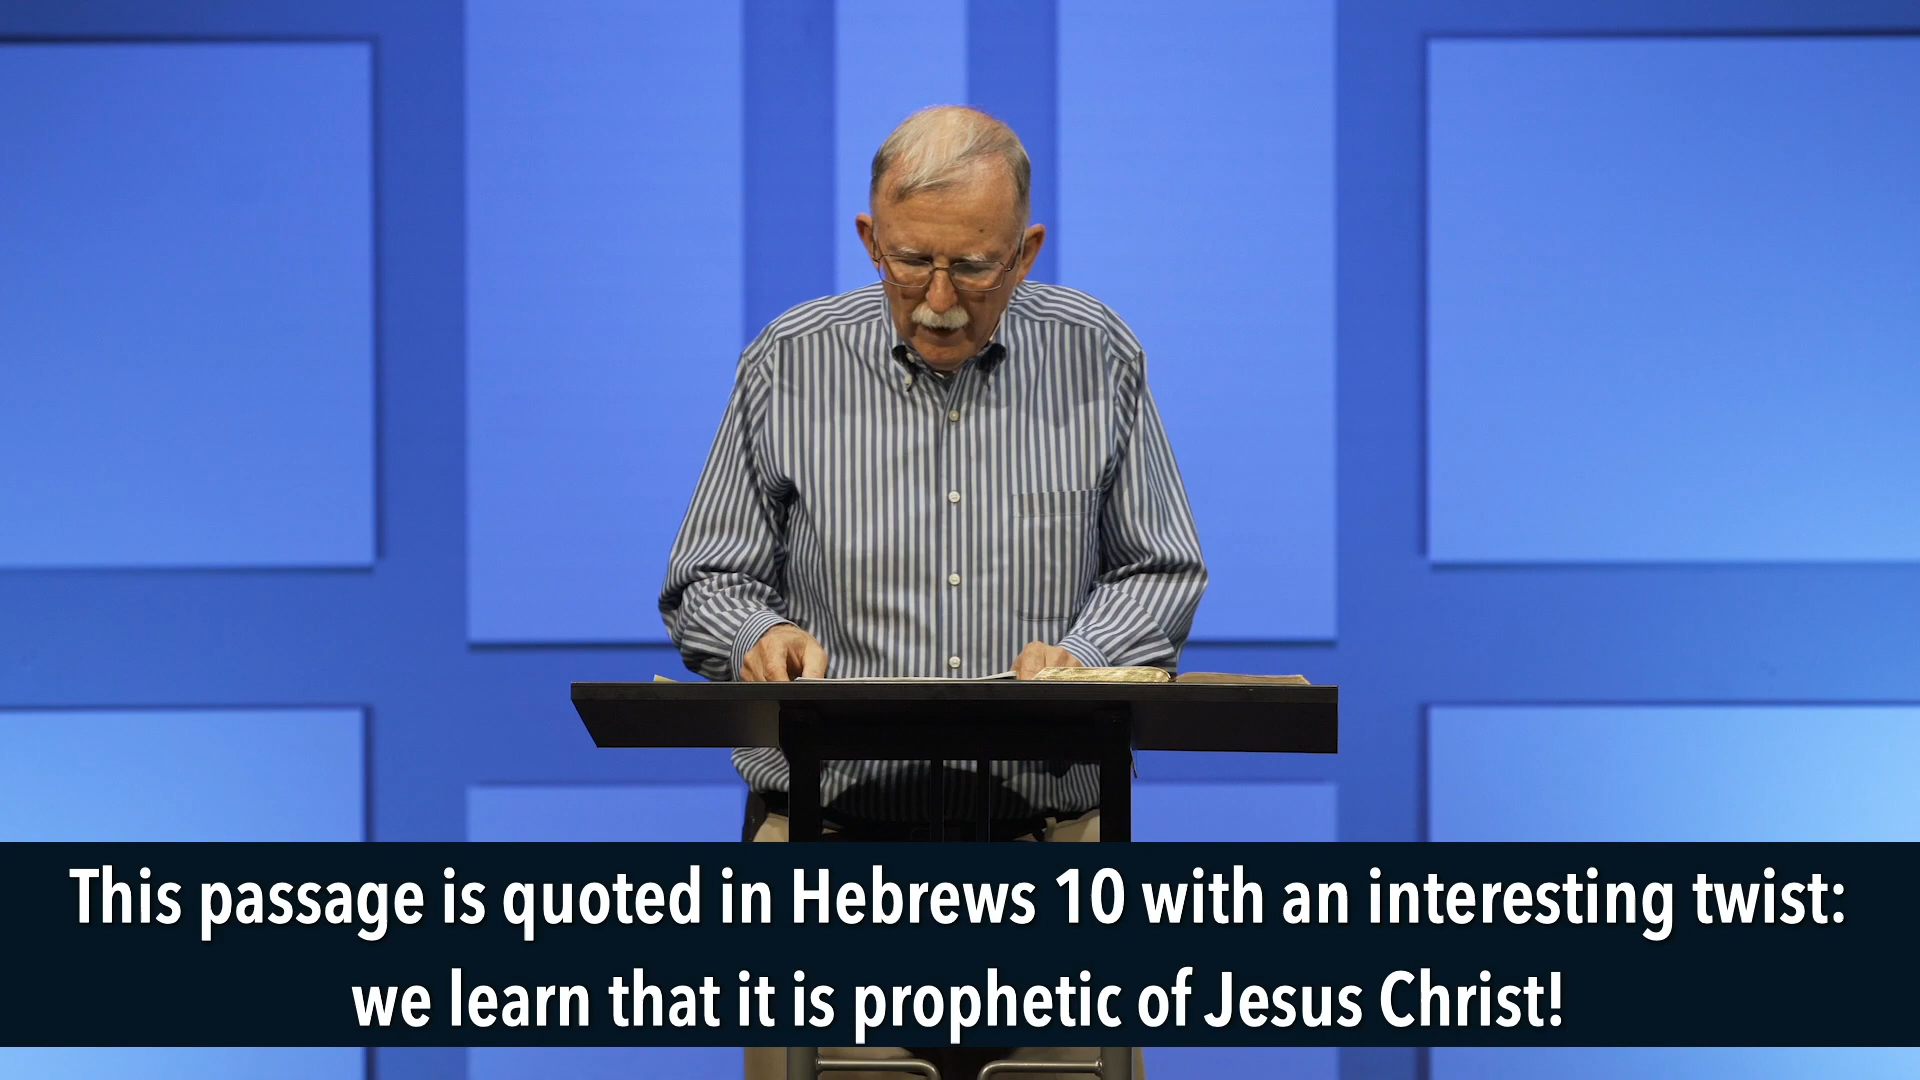 This passage is quoted in Hebrews 10 with an interesting twist:
we learn that it is prophetic of Jesus Christ!